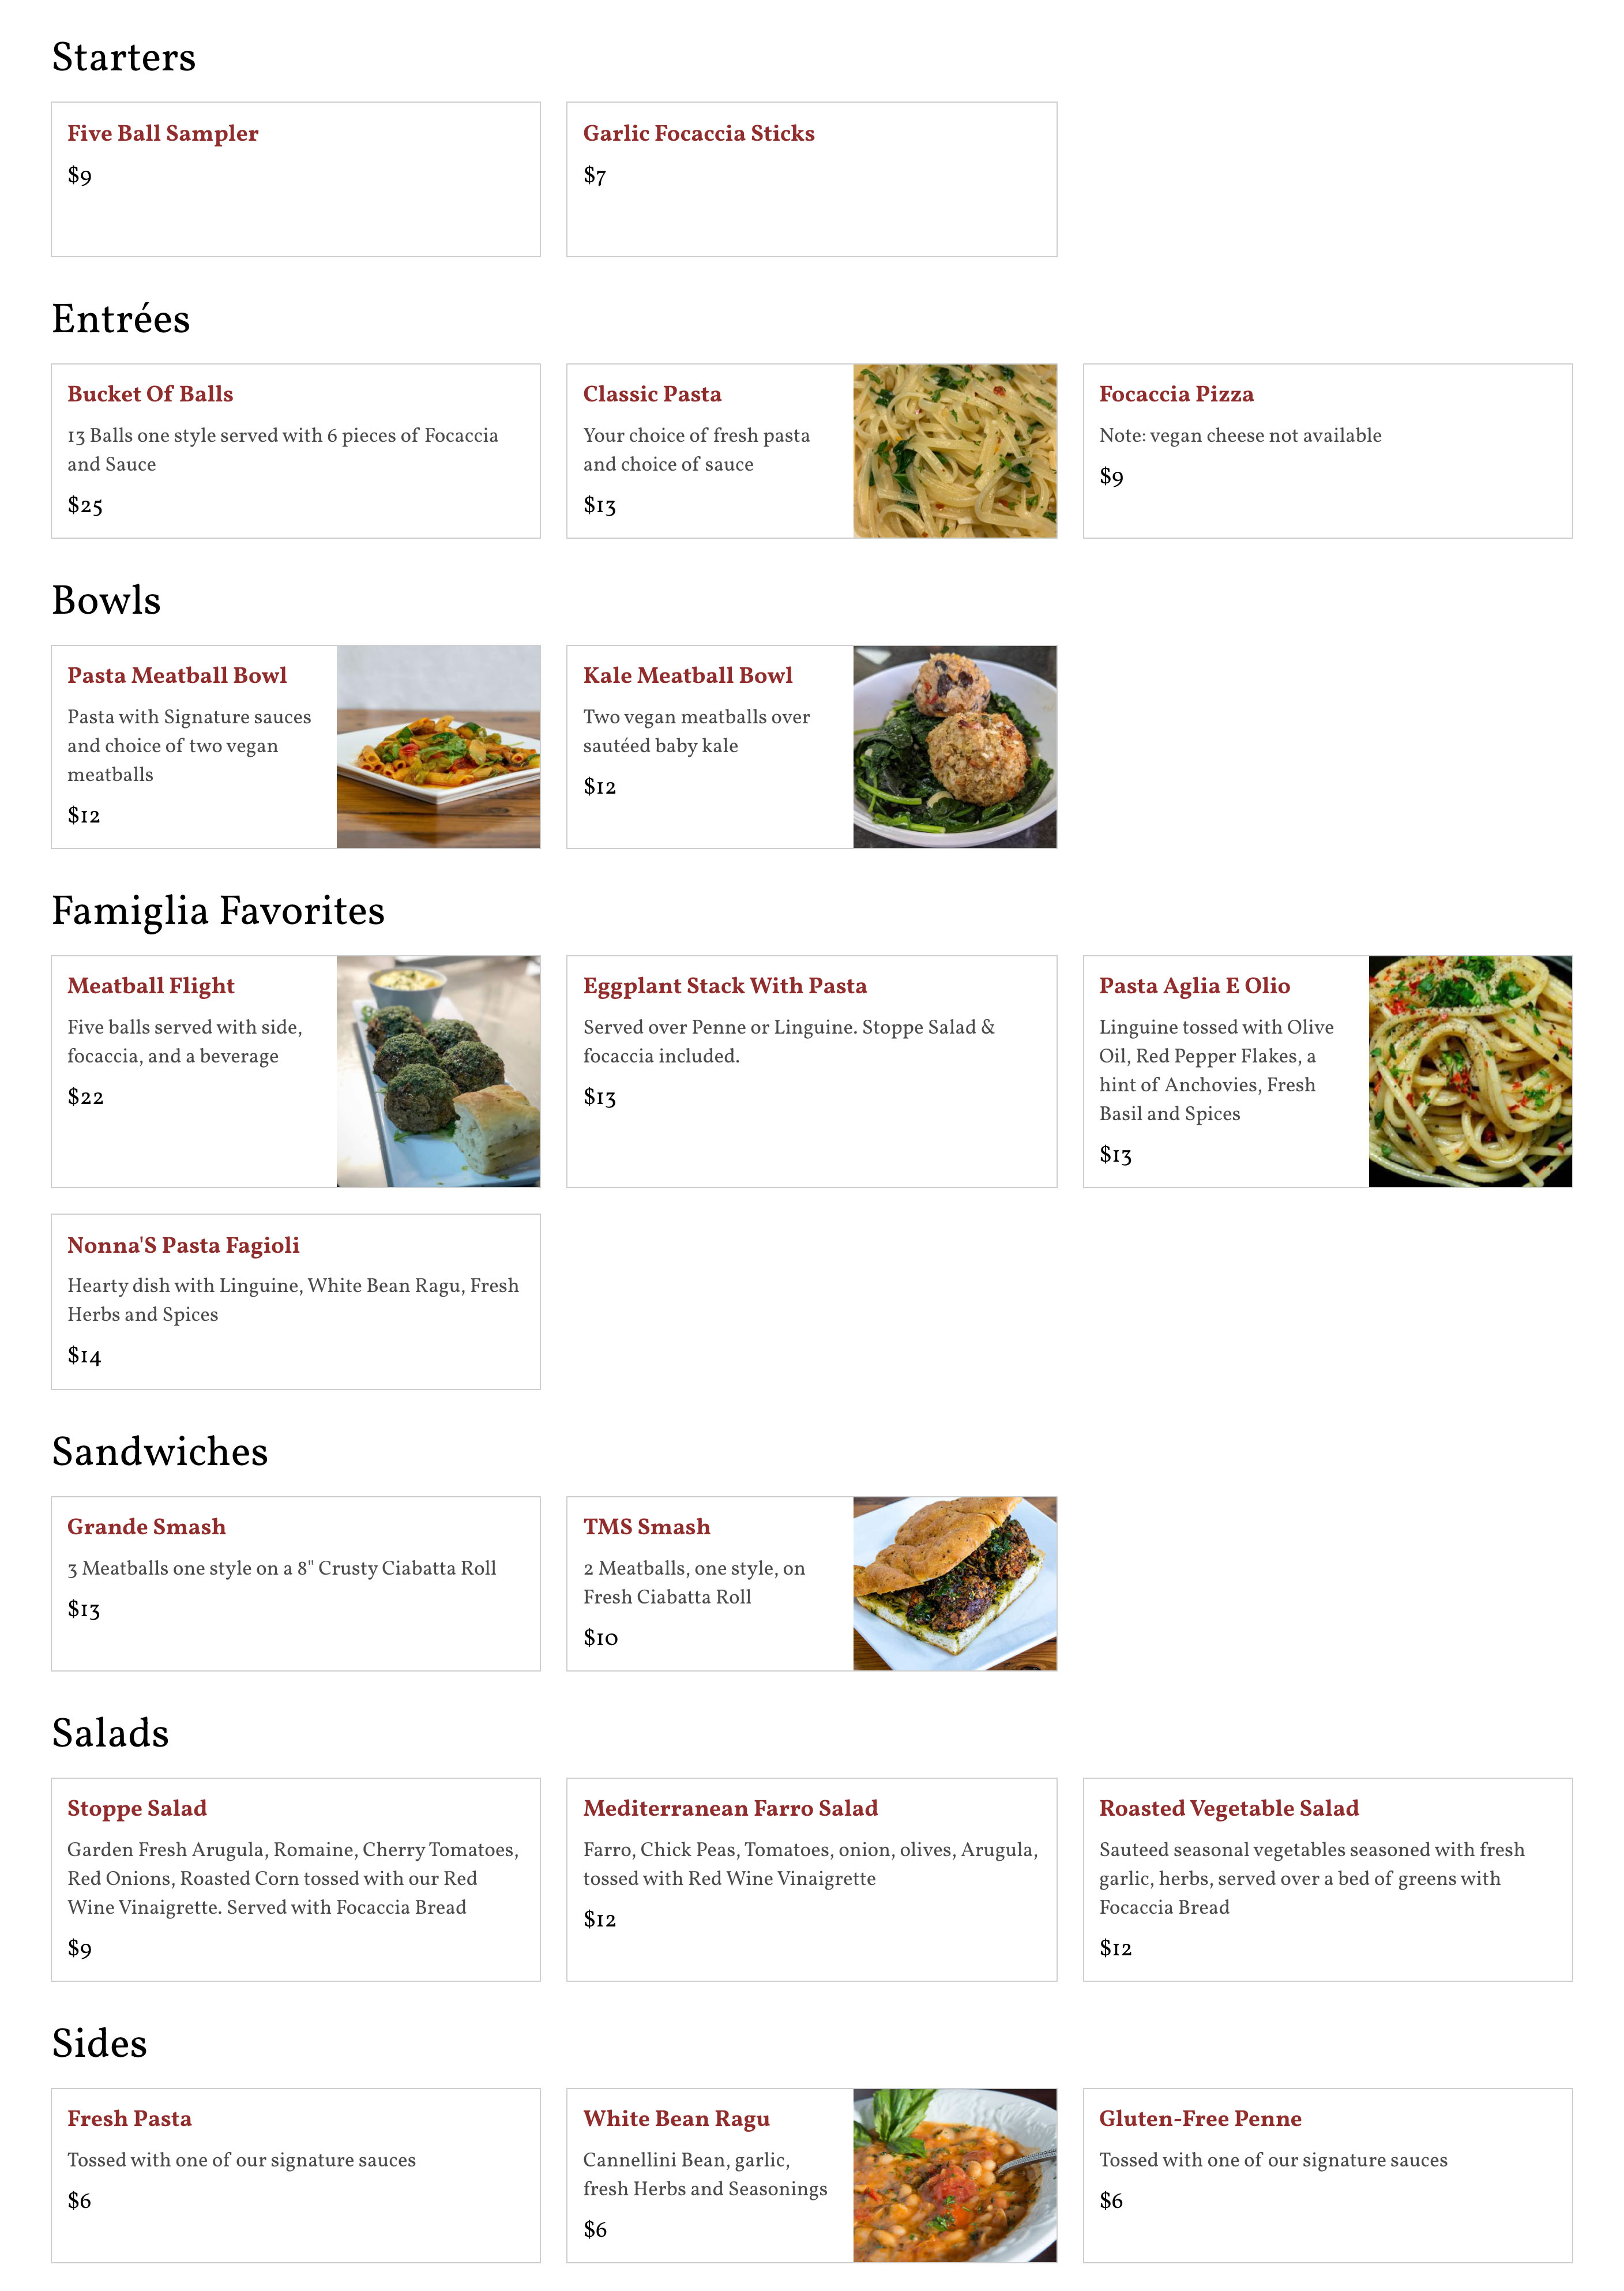 Starters
Five Ball Sampler
$9
Garlic Focaccia Sticks
$7
Entrées
Bucket Of Balls
13 Balls one style served with 6 pieces of Focaccia
and Sauce
$25
Classic Pasta
Your choice of fresh pasta
and choice of sauce
$13
Focaccia Pizza
Note: vegan cheese not available
$9
Bowls
Pasta Meatball Bowl
Pasta with Signature sauces
and choice of two vegan
meatballs
$12
Kale Meatball Bowl
Two vegan meatballs over
sautéed baby kale
$12
Famiglia Favorites
Meatball Flight
Five balls served with side,
focaccia, and a beverage
$22
Eggplant Stack With Pasta
Served over Penne or Linguine. Stoppe Salad &
focaccia included.
$13
Pasta Aglia E Olio
Linguine tossed with Olive
Oil, Red Pepper Flakes, a
hint of Anchovies, Fresh
Basil and Spices
$13
Nonna'S Pasta Fagioli
Hearty dish with Linguine, White Bean Ragu, Fresh
Herbs and Spices
$14
Sandwiches
Grande Smash
3 Meatballs one style on a 8" Crusty Ciabatta Roll
$13
TMS Smash
2 Meatballs, one style, on
Fresh Ciabatta Roll
$10
Salads
Stoppe Salad
Garden Fresh Arugula, Romaine, Cherry Tomatoes,
Red Onions, Roasted Corn tossed with our Red
Wine Vinaigrette. Served with Focaccia Bread
$9
Mediterranean Farro Salad
Farro, Chick Peas, Tomatoes, onion, olives, Arugula,
tossed with Red Wine Vinaigrette
$12
Roasted Vegetable Salad
Sauteed seasonal vegetables seasoned with fresh
garlic, herbs, served over a bed of greens with
Focaccia Bread
$12
Sides
Fresh Pasta
Tossed with one of our signature sauces
$6
White Bean Ragu
Cannellini Bean, garlic,
fresh Herbs and Seasonings
$6
Gluten-Free Penne
Tossed with one of our signature sauces
$6